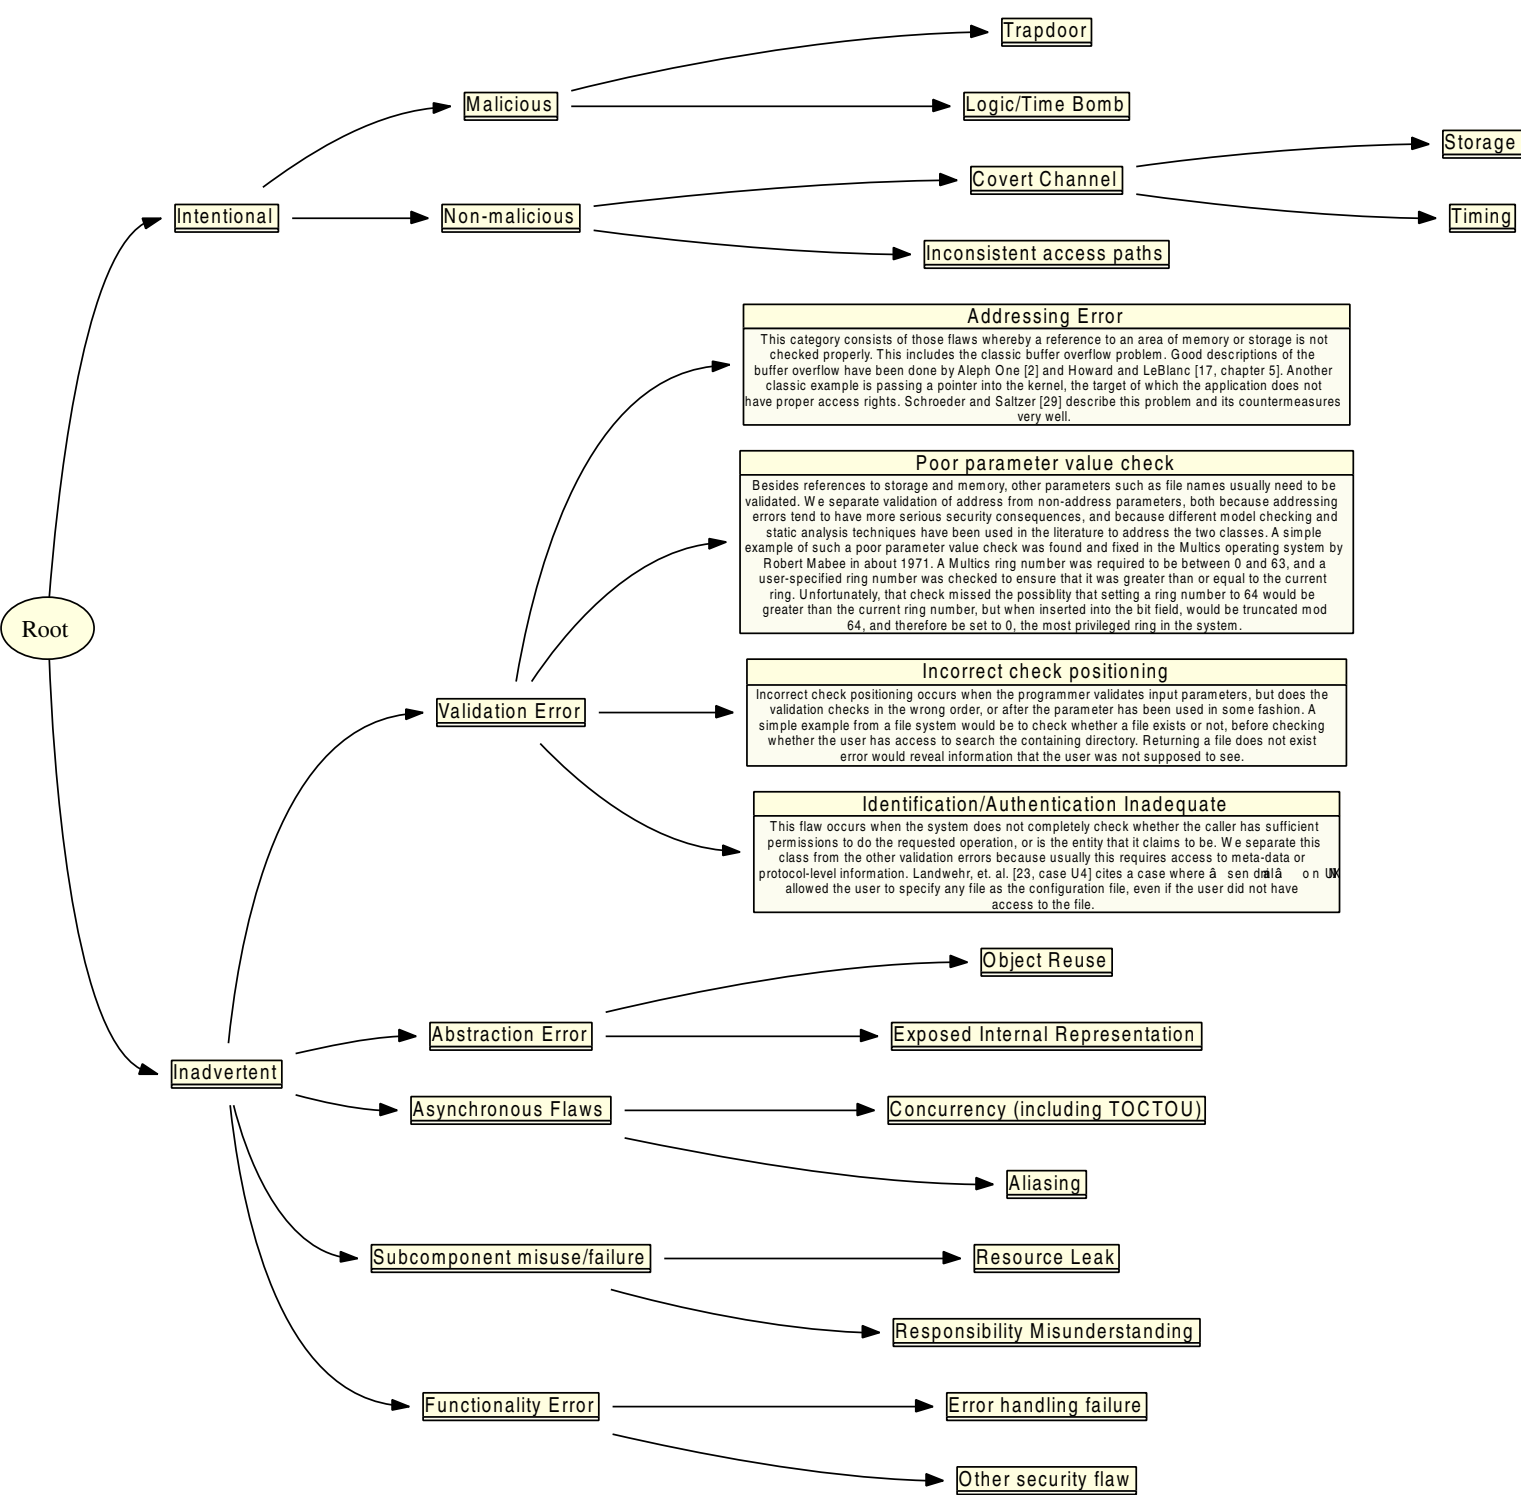 Trapdoor
Malicious
Logic/Time Bomb
Storage
Covert Channel
Intentional
Non-malicious
Timing
Inconsistent access paths
Addressing Error
This category consists of those flaws whereby a reference to an area of memory or storage is not
checked properly. This includes the classic buffer overflow problem. Good descriptions of the
buffer overflow have been done by Aleph One [2] and Howard and LeBlanc [17, chapter 5]. Another
classic example is passing a pointer into the kernel, the target of which the application does not
have proper access rights. Schroeder and Saltzer [29] describe this problem and its countermeasures
very well.
Poor parameter value check
Besides references to storage and memory, other parameters such as file names usually need to be
validated. We separate validation of address from non-address parameters, both because addressing
errors tend to have more serious security consequences, and because different model checking and
static analysis techniques have been used in the literature to address the two classes. A simple
example of such a poor parameter value check was found and fixed in the Multics operating system by
Robert Mabee in about 1971. A Multics ring number was required to be between 0 and 63, and a
user-specified ring number was checked to ensure that it was greater than or equal to the current
ring. Unfortunately, that check missed the possiblity that setting a ring number to 64 would be
greater than the current ring number, but when inserted into the bit field, would be truncated mod
64, and therefore be set to 0, the most privileged ring in the system.
Root
Incorrect check positioning
Incorrect check positioning occurs when the programmer validates input parameters, but does the
validation checks in the wrong order, or after the parameter has been used in some fashion. A
simple example from a file system would be to check whether a file exists or not, before checking
whether the user has access to search the containing directory. Returning a file does not exist
error would reveal information that the user was not supposed to see.
Validation Error
Identification/Authentication Inadequate
This flaw occurs when the system does not completely check whether the caller has sufficient
permissions to do the requested operation, or is the entity that it claims to be. We separate this
class from the other validation errors because usually this requires access to meta-data or
protocol-level information. Landwehr, et. al. [23, case U4] cites a case where â on
allowed the user to specify any file as the configuration file, even if the user did not have
access to the file.
Object Reuse
Abstraction Error
Exposed Internal Representation
Inadvertent
Asynchronous Flaws
Concurrency (including TOCTOU)
Aliasing
Subcomponent misuse/failure
Resource Leak
Responsibility Misunderstanding
Functionality Error
Error handling failure
Other security flaw